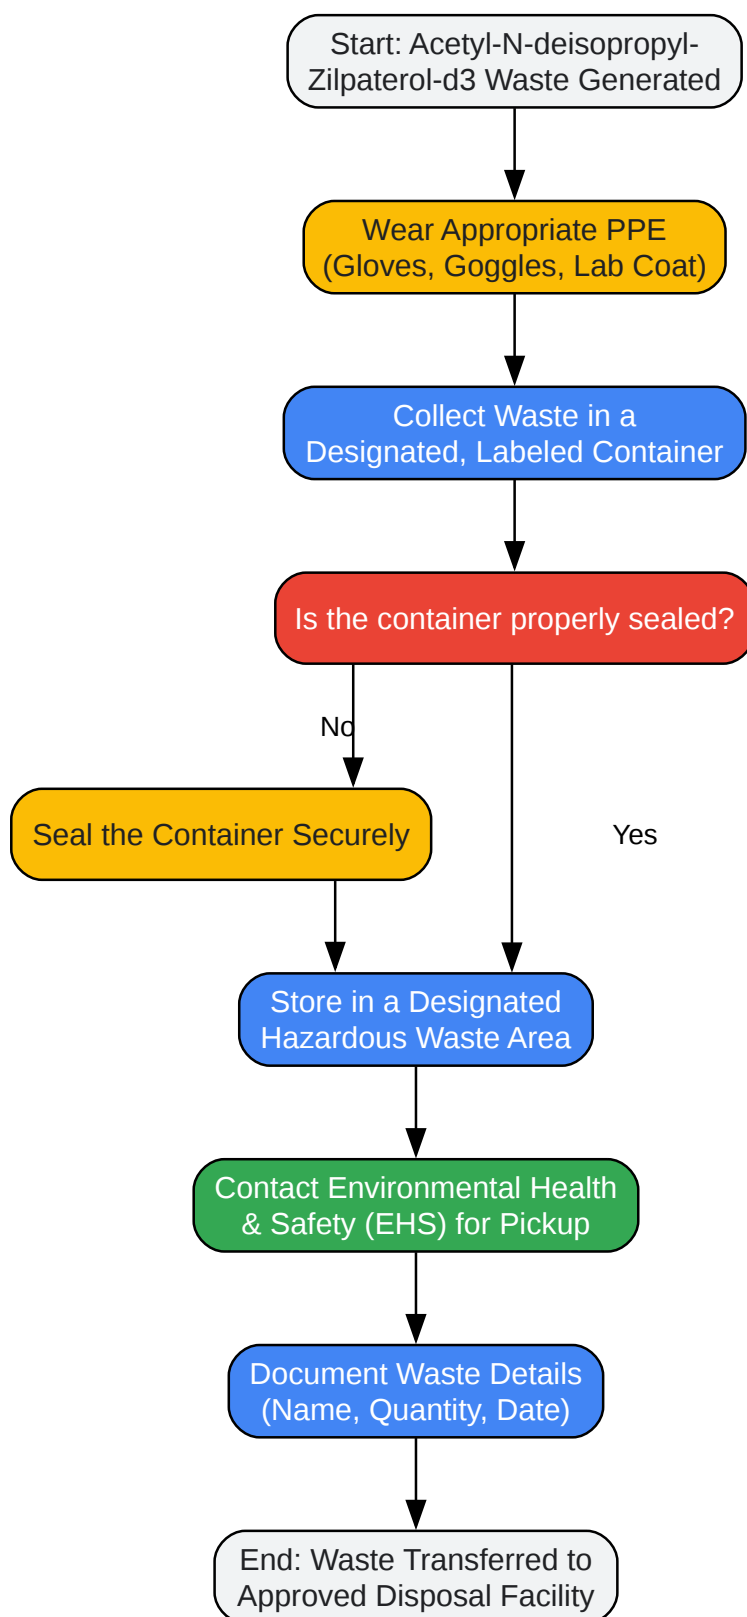 Start: Acetyl-N-deisopropyl-
Zilpaterol-d3 Waste Generated
Wear Appropriate PPE
(Gloves, Goggles, Lab Coat)
Collect Waste in a
Designated, Labeled Container
Is the container properly sealed?
No
Seal the Container Securely
Yes
Store in a Designated
Hazardous Waste Area
Contact Environmental Health
& Safety (EHS) for Pickup
Document Waste Details
(Name, Quantity, Date)
End: Waste Transferred to
Approved Disposal Facility